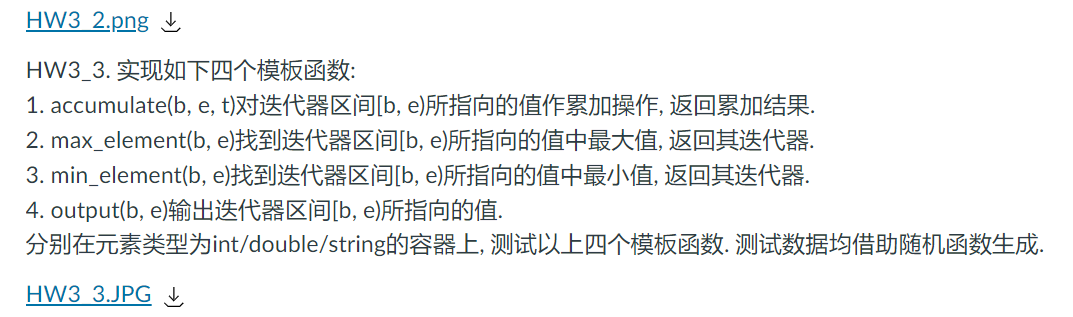 HW3_2.png
HW3_3. 实现如下四个模板函数:
1. accumulate(b, e, t)对迭代器区间[b, e)所指向的值作累加操作, 返回累加结果.
2. max_element(b, e)找到迭代器区间[b, e)所指向的值中最大值, 返回其迭代器.
3. min_element(b, e)找到迭代器区间[b, e)所指向的值中最小值, 返回其迭代器.
4. output(b, e)输出迭代器区间[b, e)所指向的值.
分别在元素类型为int/double/string的容器上, 测试以上四个模板函数. 测试数据均借助随机函数生成.
HW3_3.JPG